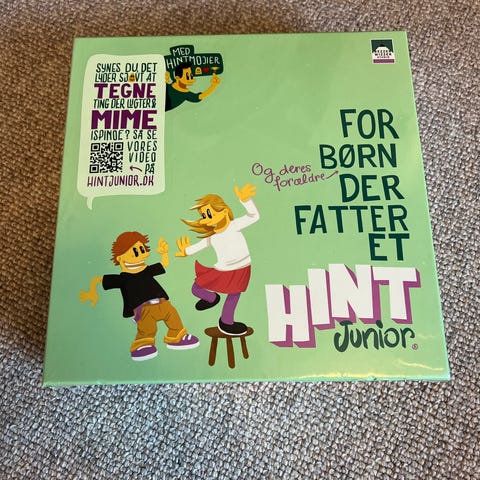 SYNES DU, DET
LYDER SJOVT AT
TEGNE
TING DER LUGTER &
MIME
ISPINDE? SÅ SE
VORES
VIDEO
PÅ
HINTJUNIOR.DK
MED
HINTMOJIER
FOR
BØRN
Og deres
forældre
DER
FATTER
ET
HINT
Junior®